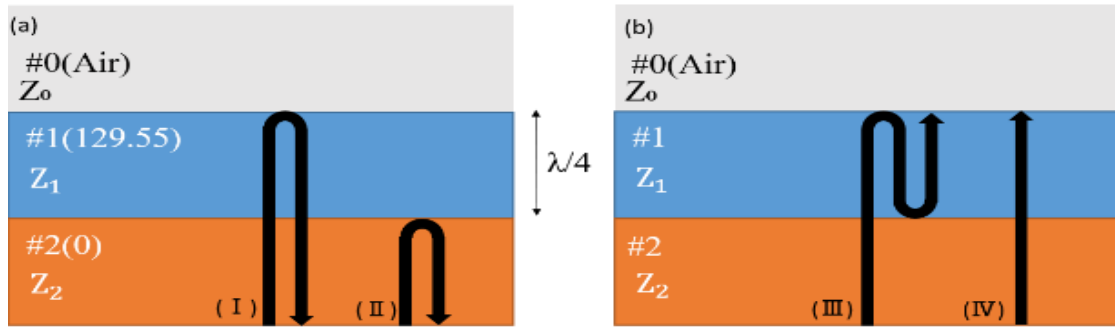 (a)
#0(Air)
Z₀
#1(129.55)
Z₁
#2(0)
Z₂
(Ⅰ)
(Ⅱ)
λ/4
(b)
#0(Air)
Z₀
#1
Z₁
#2
Z₂
(Ⅲ)
(Ⅳ)